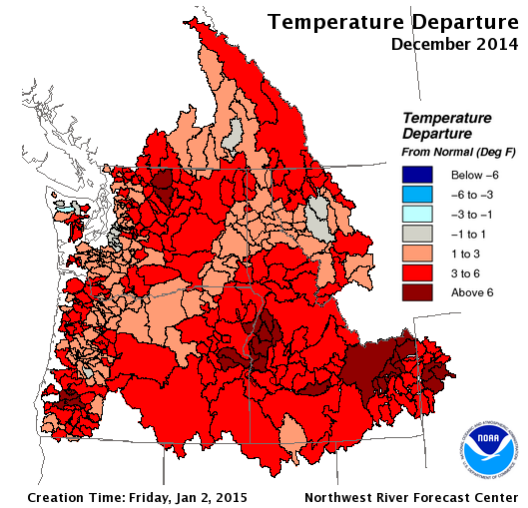 Temperature Departure
December 2014
Temperature
Departure
From Normal (Deg F)
Below -6
-6 to -3
-3 to -1
-1 to 1
1 to 3
3 to 6
Above 6
NOAA
Creation Time: Friday, Jan 2, 2015
Northwest River Forecast Center